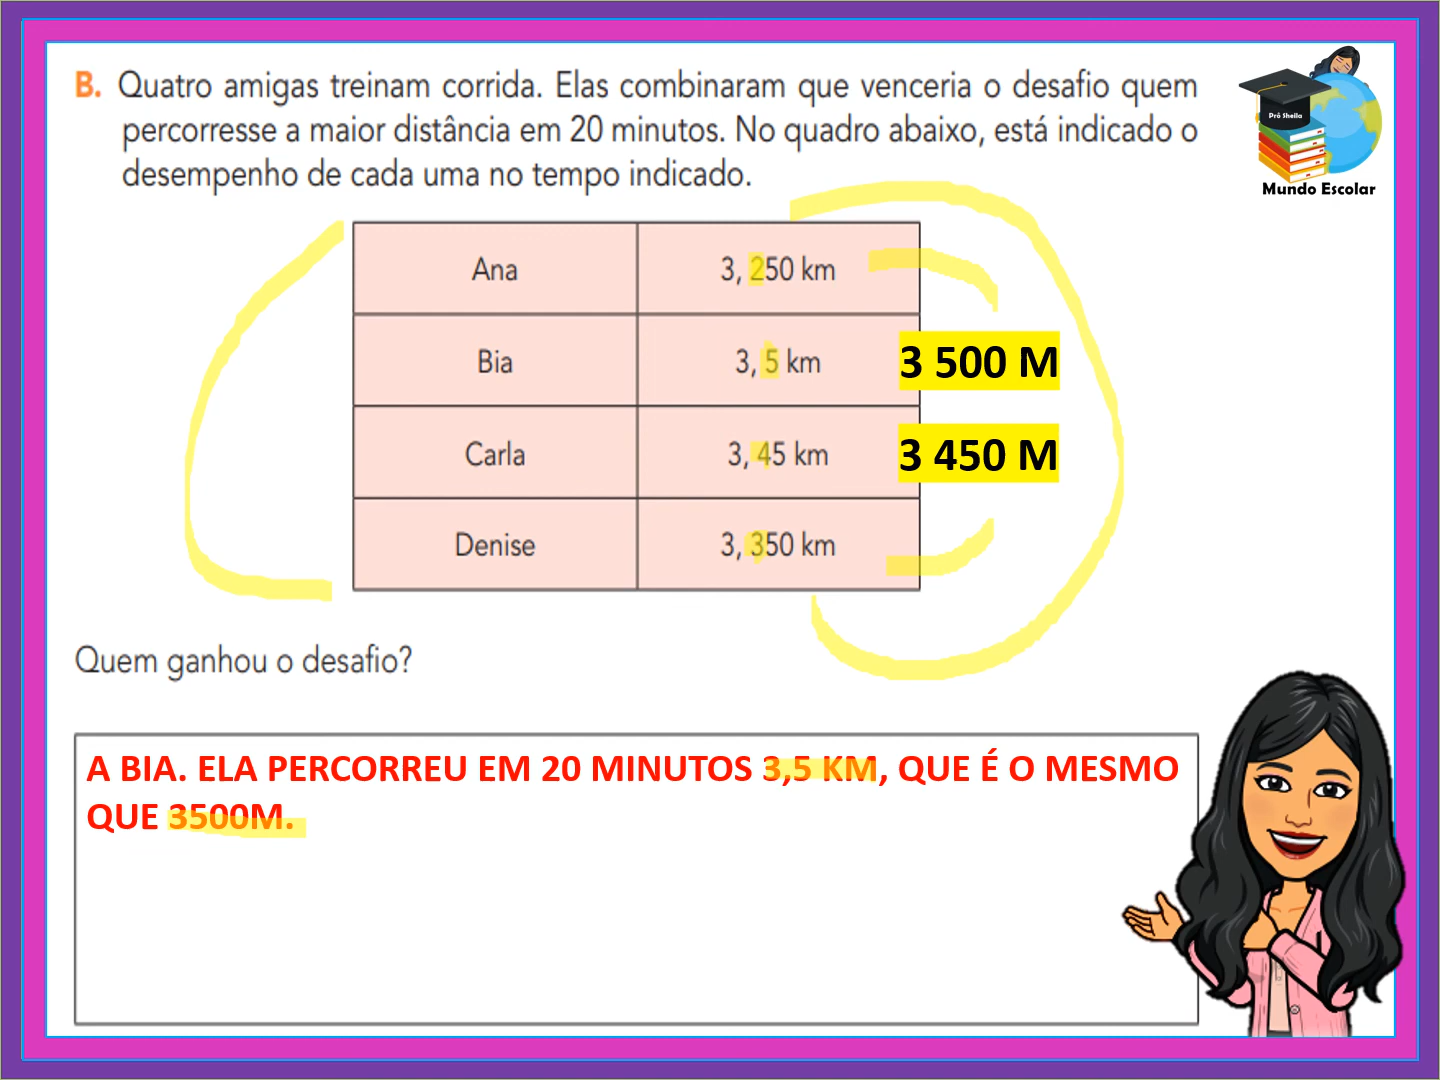 B. Quatro amigas treinam corrida. Elas combinaram que venceria o desafio quem
percorresse a maior distância em 20 minutos. No quadro abaixo, está indicado o
desempenho de cada uma no tempo indicado.
Prô Sheila
Mundo Escolar
Ana 3, 250 km
Bia 3, 5 km 3 500 M
Carla 3, 45 km 3 450 M
Denise 3, 350 km
Quem ganhou o desafio?
A BIA. ELA PERCORREU EM 20 MINUTOS 3,5 KM, QUE É O MESMO
QUE 3500M.